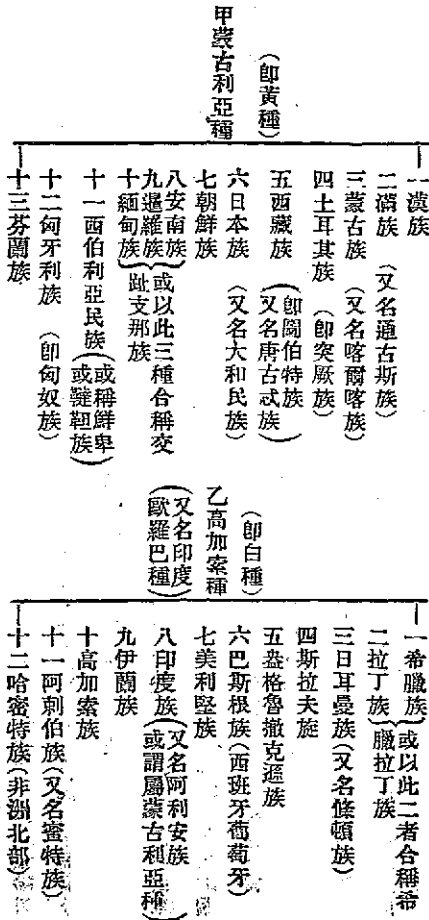 甲蒙古利亞種
（卽黃種）
一漢族
二滿族（又名通古斯族）
三蒙古族（又名喀爾喀族）
四土耳其族（卽突厥族）
五西藏族（卽圖伯特族
又名唐古忒族）
六日本族（又名大和民族）
七朝鮮族
八安南族
九暹羅族
十緬甸族
或以此三種合稱交
趾支那族
十一西伯利亞民族（或稱鮮卑
或韃靼族）
十二匈牙利族（卽匈奴族）
十三芬蘭族
乙高加索種
（卽白種）
（又名印度
歐羅巴種）
一希臘族
二拉丁族
或以此二者合稱希
臘拉丁族
三日耳曼族（又名條頓族）
四斯拉夫族
五盎格魯撒克遜族
六巴斯根族（西班牙葡萄牙）
七美利堅族
八印度族（又名阿利安族
或謂屬蒙古利亞種）
九伊蘭族
十高加索族
十一阿剌伯族（又名蜜特族）
十二哈蜜特族（非洲北部）